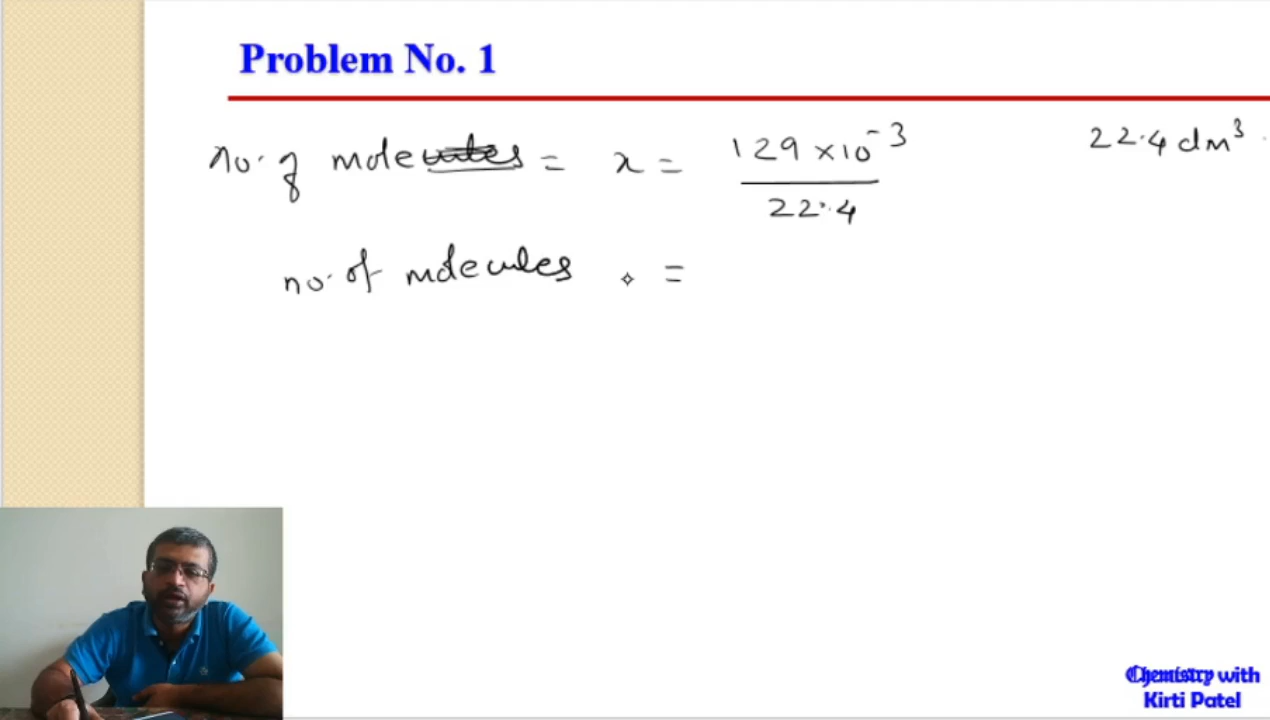 Problem No. 1
no. of moles = x = 129 × 10⁻³ / 22.4
22.4 dm³
no. of molecules =
Chemistry with
Kirti Patel